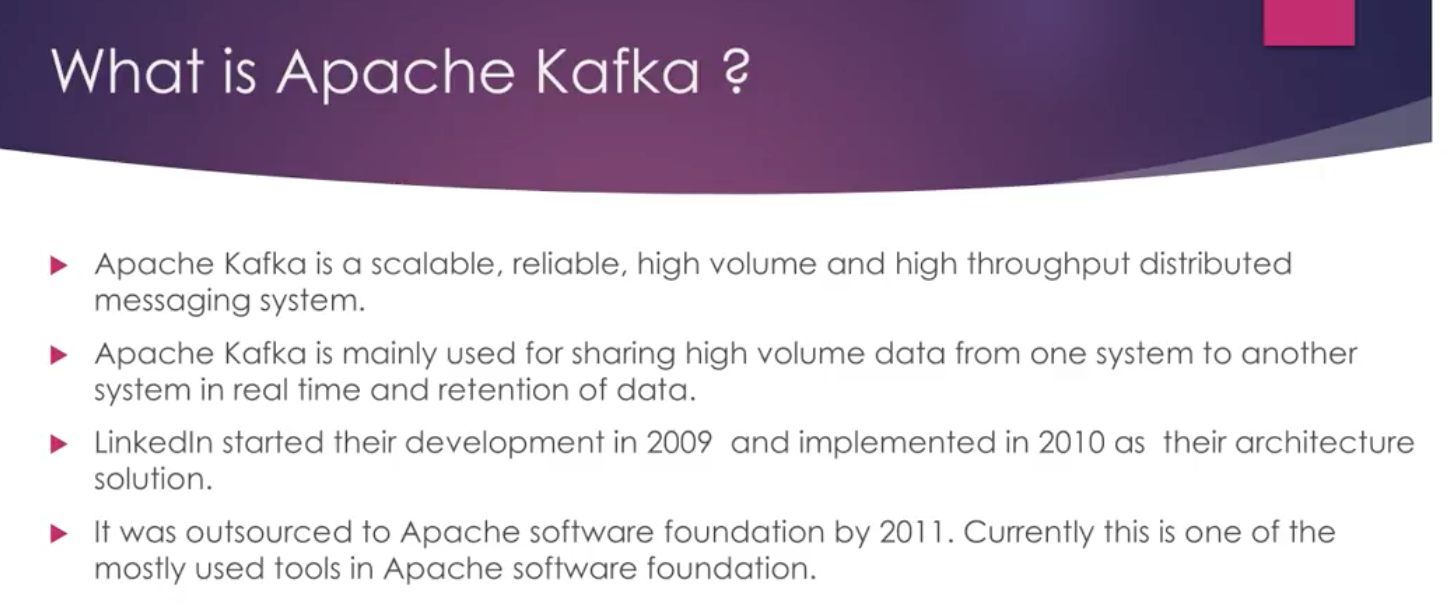 What is Apache Kafka ?
Apache Kafka is a scalable, reliable, high volume and high throughput distributed
messaging system.
Apache Kafka is mainly used for sharing high volume data from one system to another
system in real time and retention of data.
LinkedIn started their development in 2009  and implemented in 2010 as  their architecture
solution.
It was outsourced to Apache software foundation by 2011. Currently this is one of the
mostly used tools in Apache software foundation.